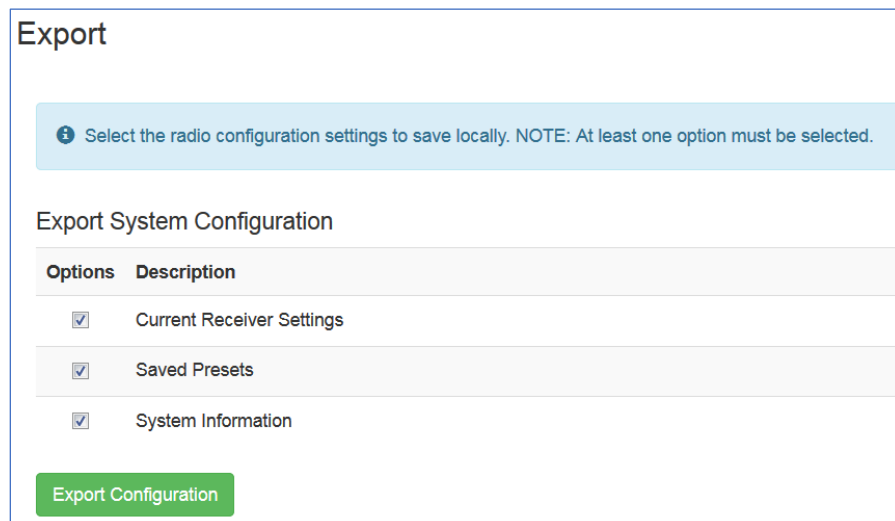 Export
Select the radio configuration settings to save locally. NOTE: At least one option must be selected.
Export System Configuration
Options Description
Current Receiver Settings
Saved Presets
System Information
Export Configuration